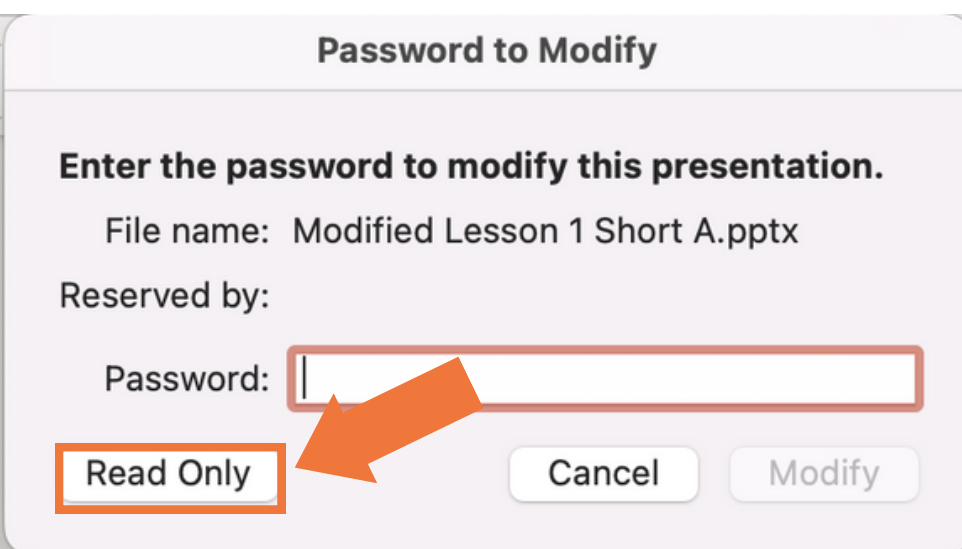 Password to Modify
Enter the password to modify this presentation.
File name: Modified Lesson 1 Short A.pptx
Reserved by:
Password:
Read Only Cancel Modify